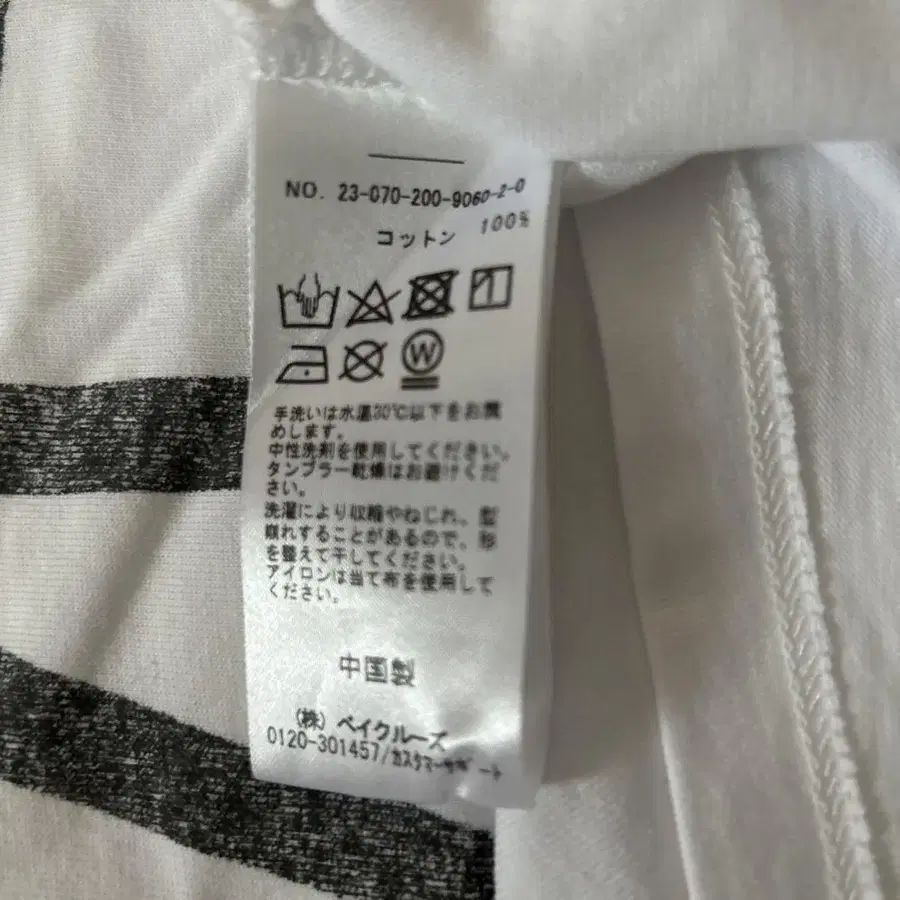 NO. 23-070-200-9060-2-0
コットン 100%
W
手洗いは水温30℃以下をお薦
めします。
中性洗剤を使用してください。
タンブラー乾燥はお避けくだ
さい。
洗濯により収縮やねじれ、型
崩れすることがあるので、形
を整えて干してください。
アイロンは当て布を使用して
ください。
中国製
(株) ベイクルーズ
0120-301457/カスタマーサポート